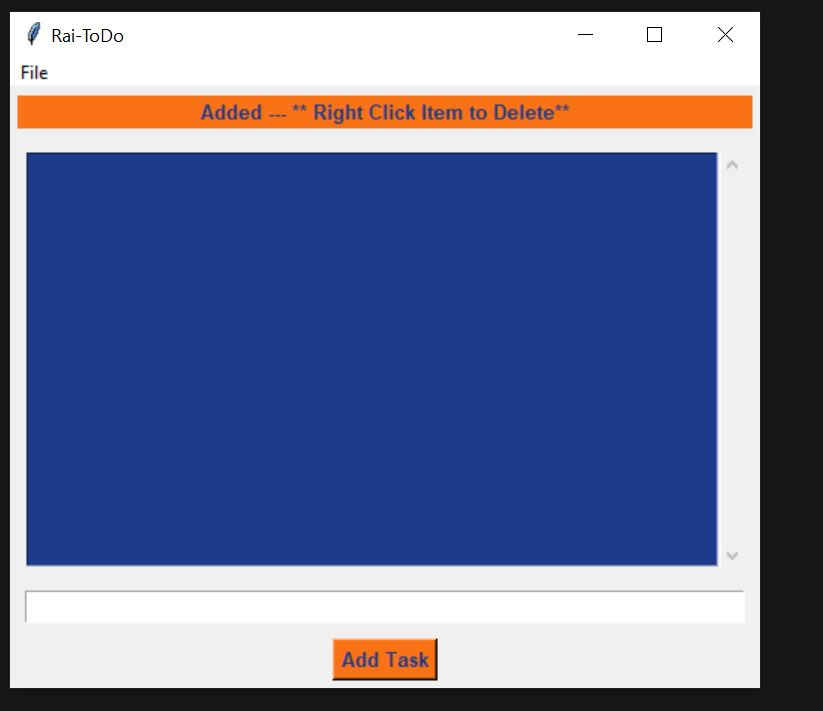 Rai-ToDo
File
Added --- ** Right Click Item to Delete**
Add Task